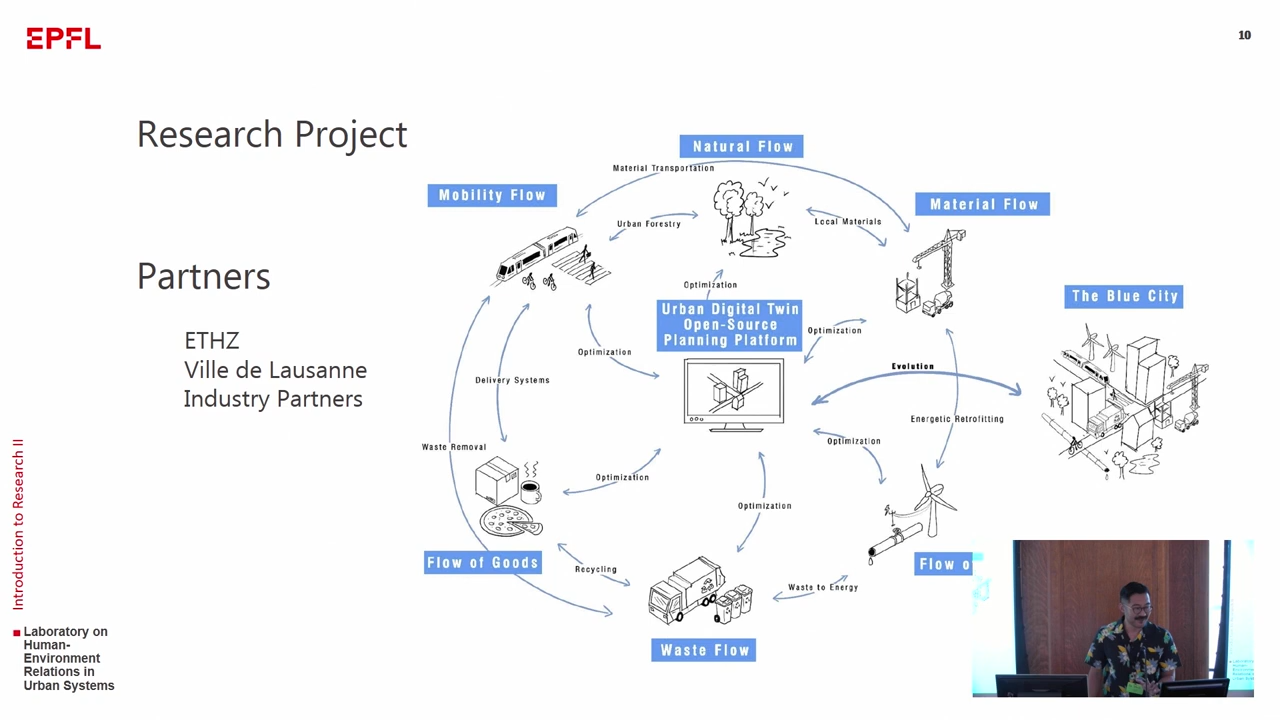 EPFL
10
Research Project
Partners
ETHZ
Ville de Lausanne
Industry Partners
Natural Flow
Material Transportation
Mobility Flow
Material Flow
Urban Forestry
Local Materials
Optimization
Urban Digital Twin
Open-Source
Planning Platform
The Blue City
Optimization
Optimization
Evolution
Delivery Systems
Energetic Retrofitting
Waste Removal
Optimization
Optimization
Optimization
Flow of Goods
Flow o
Recycling
Waste to Energy
Waste Flow
Introduction to Research II
Laboratory on
Human-
Environment
Relations in
Urban Systems